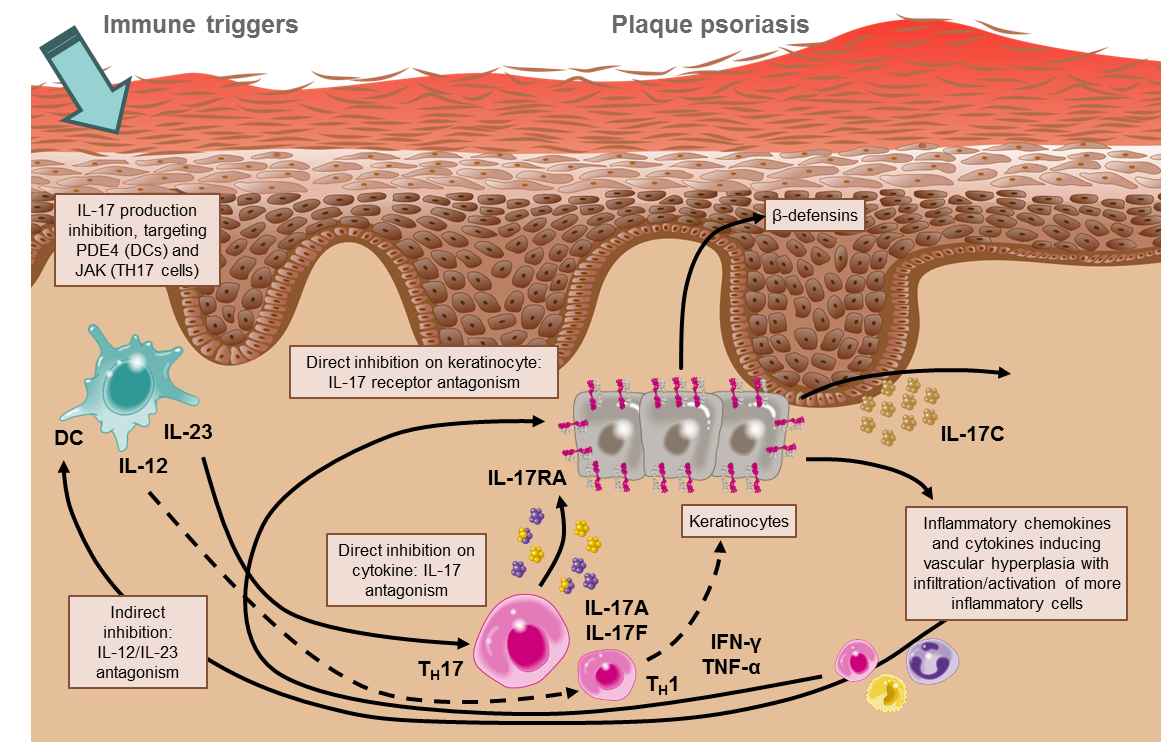 Immune triggers
Plaque psoriasis
IL-17 production
inhibition, targeting
PDE4 (DCs) and
JAK (TH17 cells)
β-defensins
Direct inhibition on keratinocyte:
IL-17 receptor antagonism
DC
IL-23
IL-12
IL-17C
IL-17RA
Keratinocytes
Inflammatory chemokines
and cytokines inducing
vascular hyperplasia with
infiltration/activation of more
inflammatory cells
Direct inhibition on
cytokine: IL-17
antagonism
Indirect
inhibition:
IL-12/IL-23
antagonism
IL-17A
IL-17F
IFN-γ
TNF-α
TH17
TH1